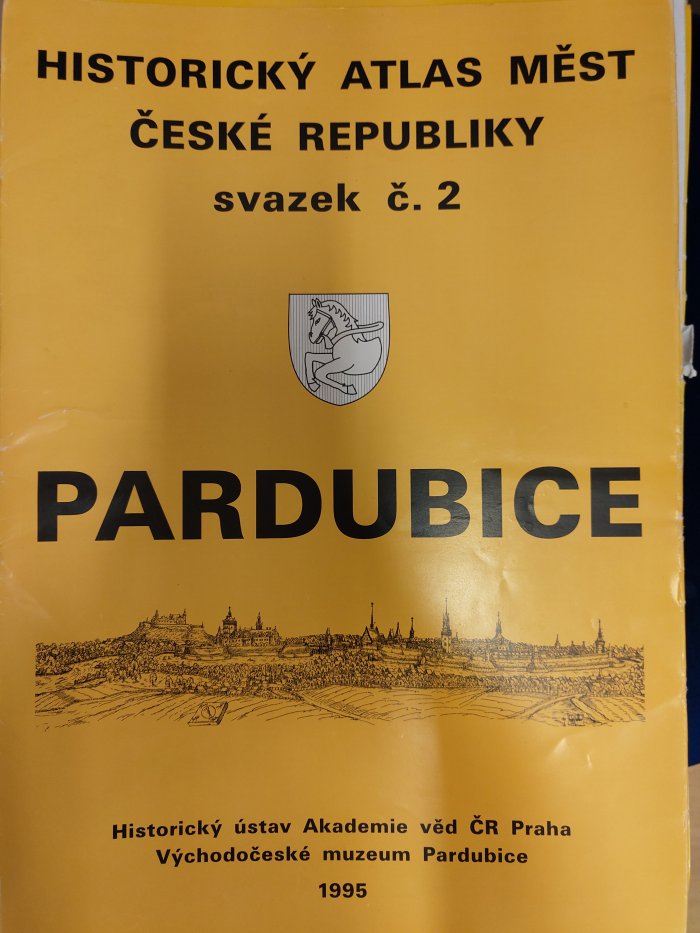 HISTORICKÝ ATLAS MĚST
ČESKÉ REPUBLIKY
svazek č. 2
PARDUBICE
Historický ústav Akademie věd ČR Praha
Východočeské muzeum Pardubice
1995